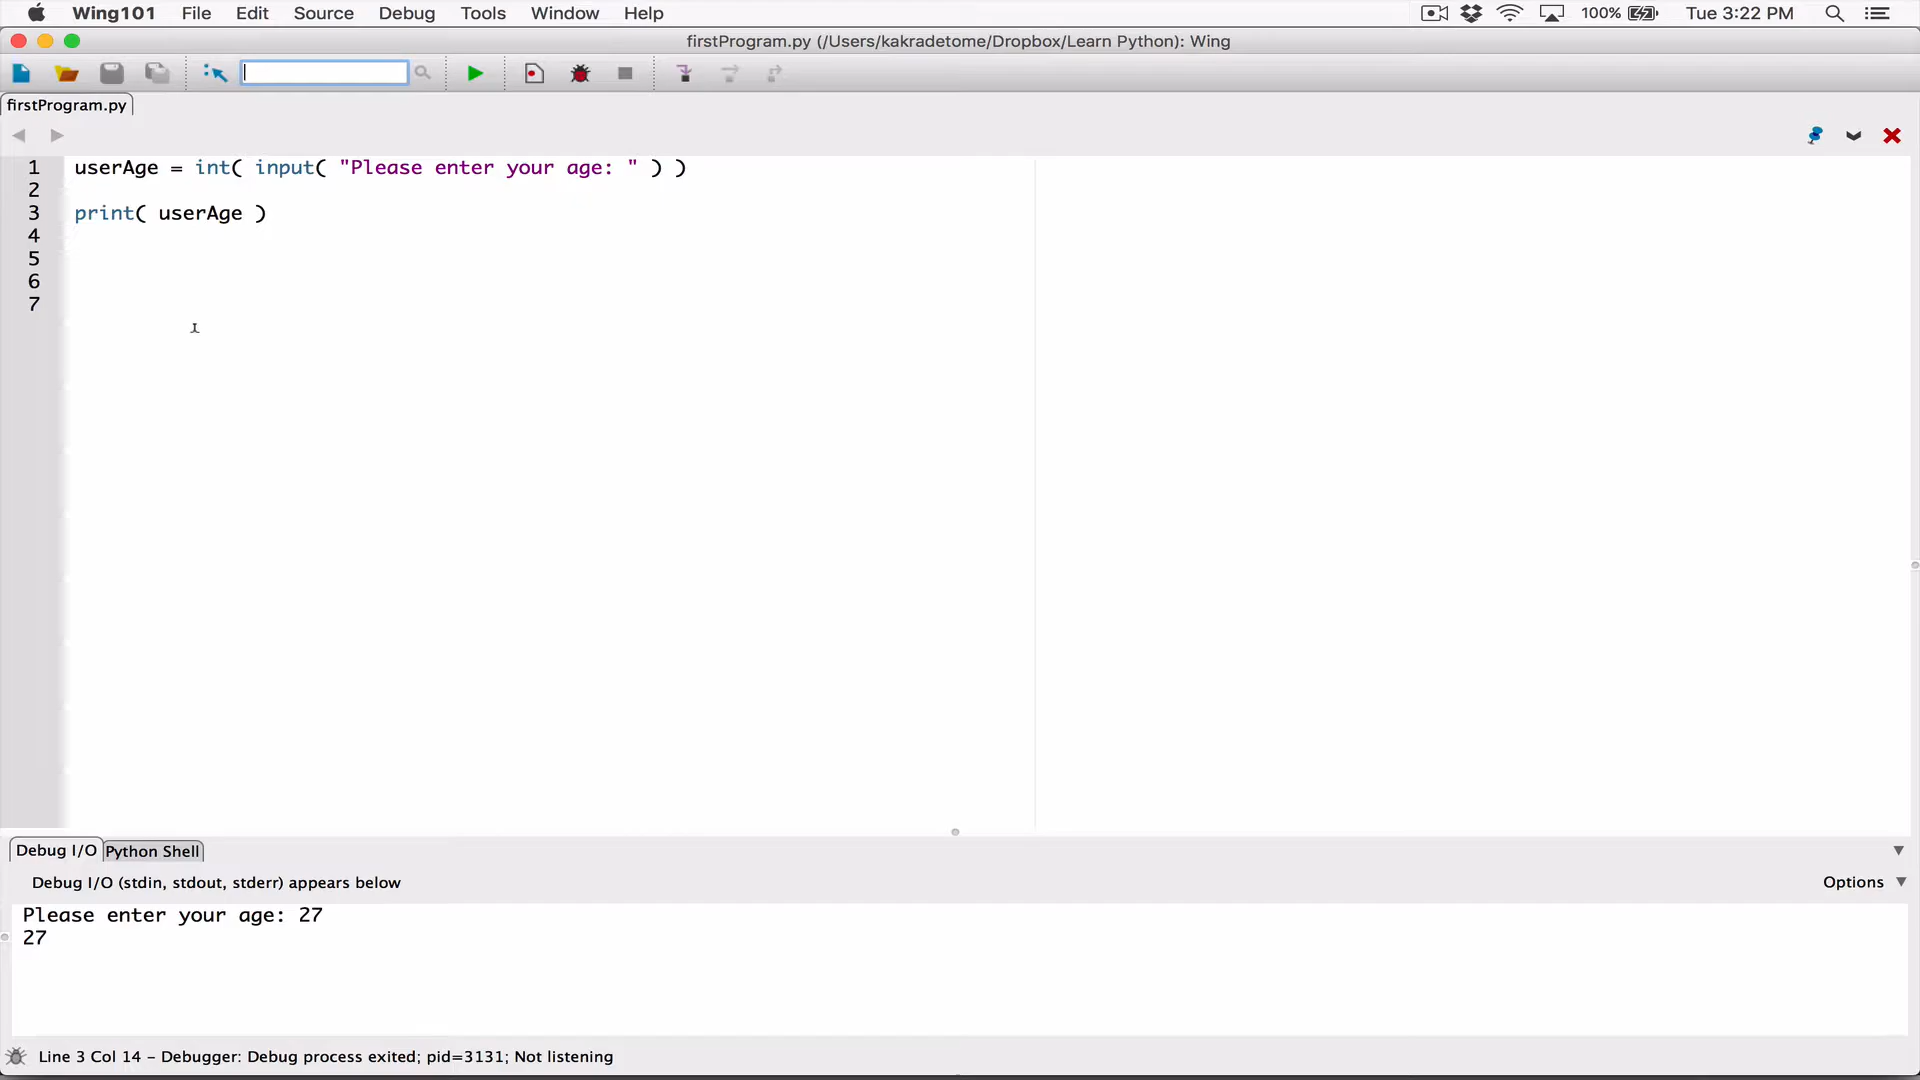 Wing101 File Edit Source Debug Tools Window Help 100% Tue 3:22 PM
firstProgram.py (/Users/kakradetome/Dropbox/Learn Python): Wing
firstProgram.py
1 userAge = int( input( "Please enter your age: " ) )
2
3 print( userAge )
4
5
6
7
Debug I/O Python Shell
Debug I/O (stdin, stdout, stderr) appears below Options
Please enter your age: 27
27
Line 3 Col 14 – Debugger: Debug process exited; pid=3131; Not listening